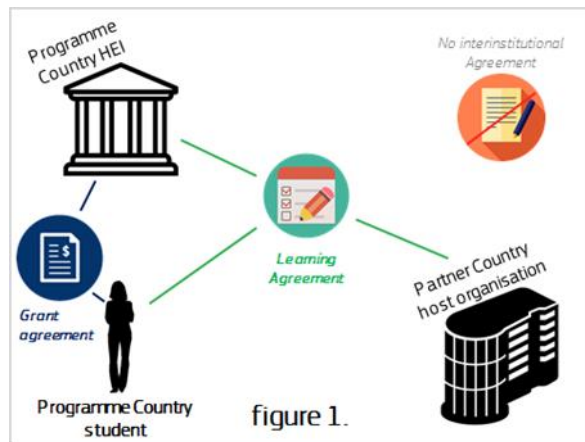 Programme
Country HEI
No interinstitutional
Agreement
Learning
Agreement
Grant
agreement
$
Partner Country
host organisation
Programme Country
student
figure 1.